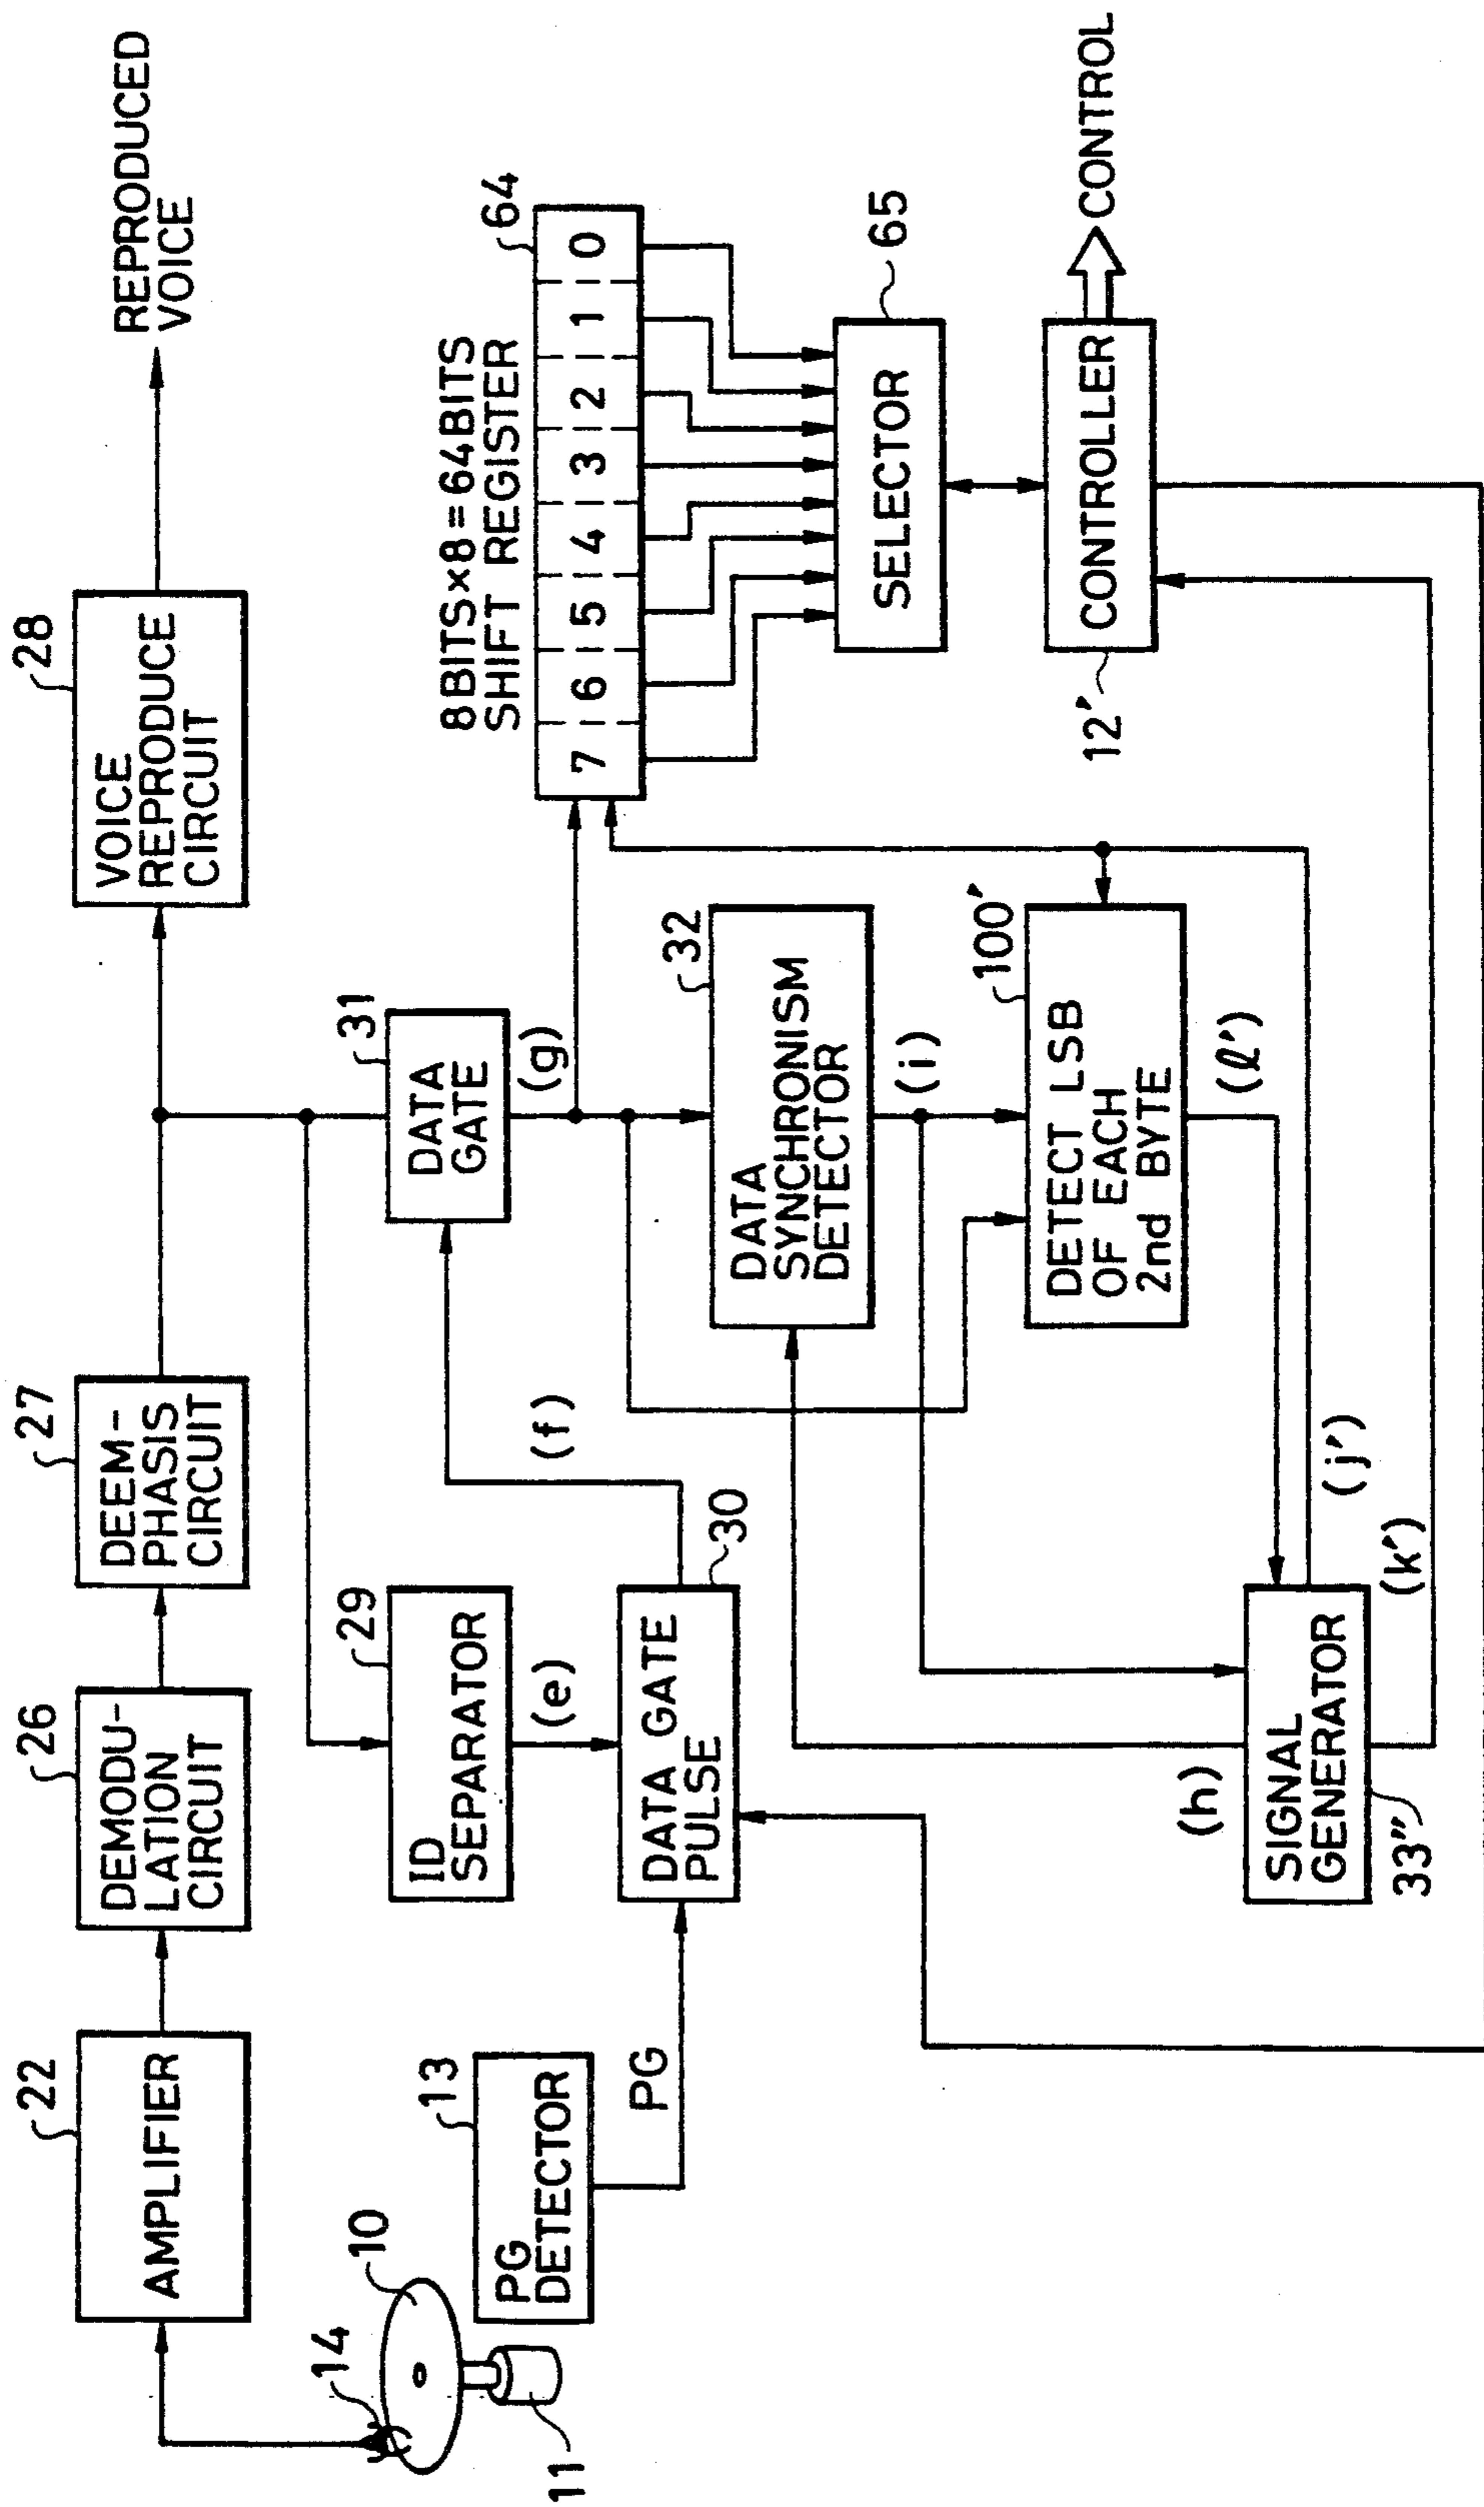 14
10
11
22
AMPLIFIER
26
DEMODU-
LATION
CIRCUIT
27
DEEM-
PHASIS
CIRCUIT
28
VOICE
REPRODUCE
CIRCUIT
REPRODUCED
VOICE
13
PG
DETECTOR
PG
29
ID
SEPARATOR
(e)
DATA GATE
PULSE
30
(f)
31
DATA
GATE
(g)
8BITS×8=64BITS
SHIFT REGISTER
64
7 6 5 4 3 2 1 0
32
DATA
SYNCHRONISM
DETECTOR
(i)
65
SELECTOR
100'
DETECT LSB
OF EACH
2nd BYTE
(ℓ')
12'
CONTROLLER
CONTROL
(h)
SIGNAL
GENERATOR
33"
(j')
(k')